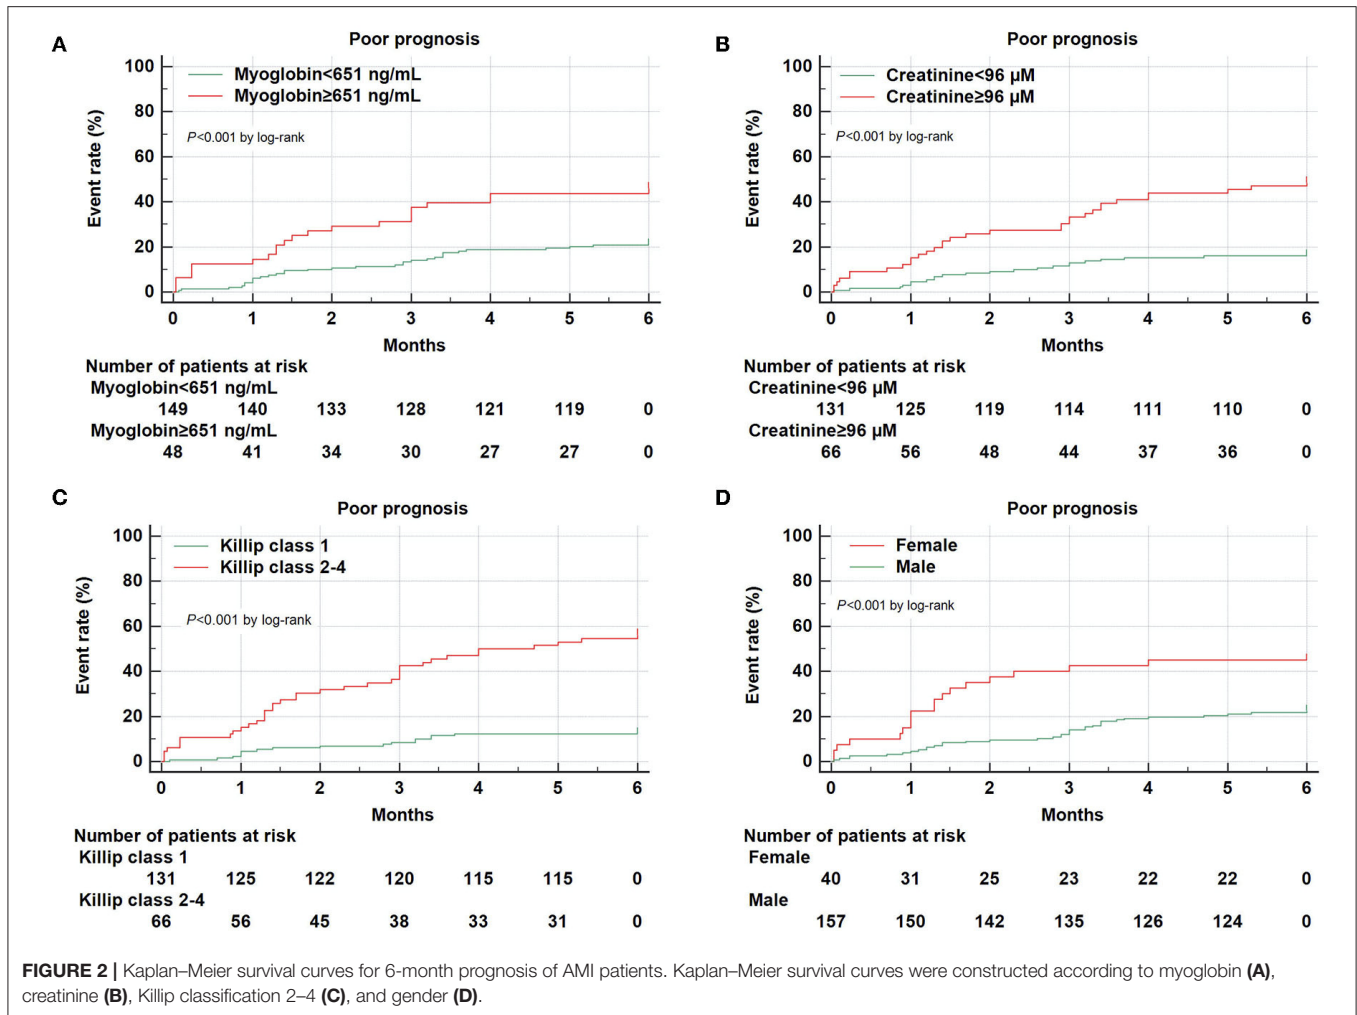 A
Poor prognosis
Myoglobin<651 ng/mL
Myoglobin≥651 ng/mL
P<0.001 by log-rank
Event rate (%)
100
80
60
40
20
0
0 1 2 3 4 5 6
Months
Number of patients at risk
Myoglobin<651 ng/mL
149 140 133 128 121 119 0
Myoglobin≥651 ng/mL
48 41 34 30 27 27 0
B
Poor prognosis
Creatinine<96 µM
Creatinine≥96 µM
P<0.001 by log-rank
Event rate (%)
100
80
60
40
20
0
0 1 2 3 4 5 6
Months
Number of patients at risk
Creatinine<96 µM
131 125 119 114 111 110 0
Creatinine≥96 µM
66 56 48 44 37 36 0
C
Poor prognosis
Killip class 1
Killip class 2-4
P<0.001 by log-rank
Event rate (%)
100
80
60
40
20
0
0 1 2 3 4 5 6
Months
Number of patients at risk
Killip class 1
131 125 122 120 115 115 0
Killip class 2-4
66 56 45 38 33 31 0
D
Poor prognosis
Female
Male
P<0.001 by log-rank
Event rate (%)
100
80
60
40
20
0
0 1 2 3 4 5 6
Months
Number of patients at risk
Female
40 31 25 23 22 22 0
Male
157 150 142 135 126 124 0
FIGURE 2 | Kaplan–Meier survival curves for 6-month prognosis of AMI patients. Kaplan–Meier survival curves were constructed according to myoglobin (A),
creatinine (B), Killip classification 2–4 (C), and gender (D).